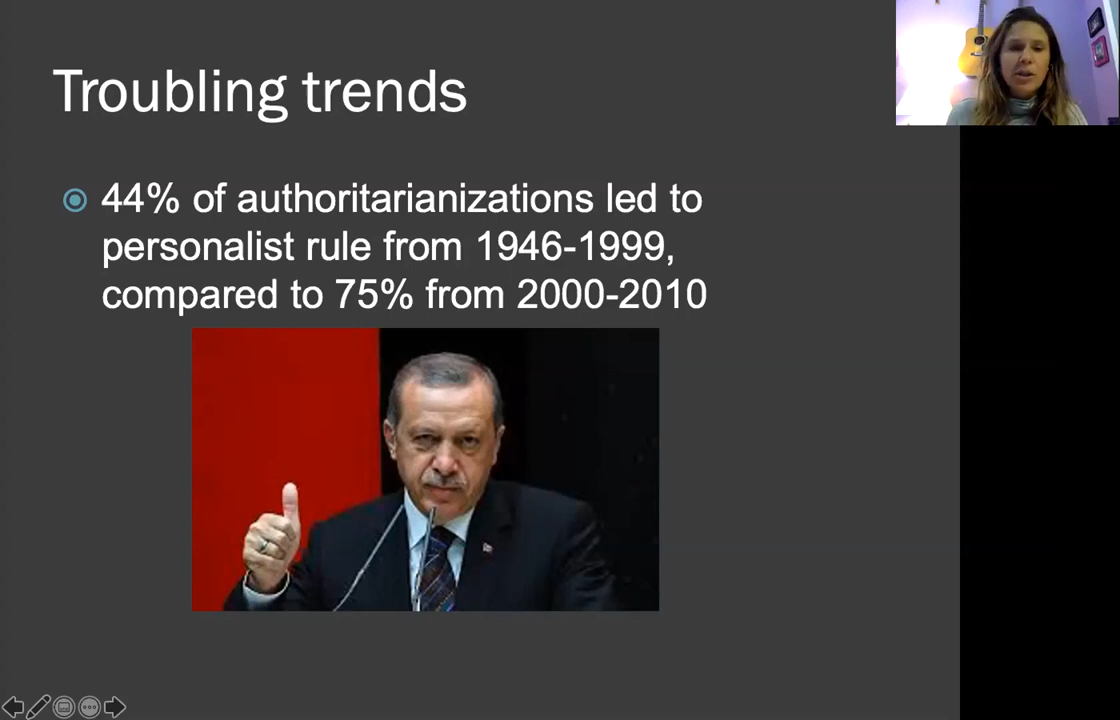 Troubling trends
44% of authoritarianizations led to
personalist rule from 1946-1999,
compared to 75% from 2000-2010